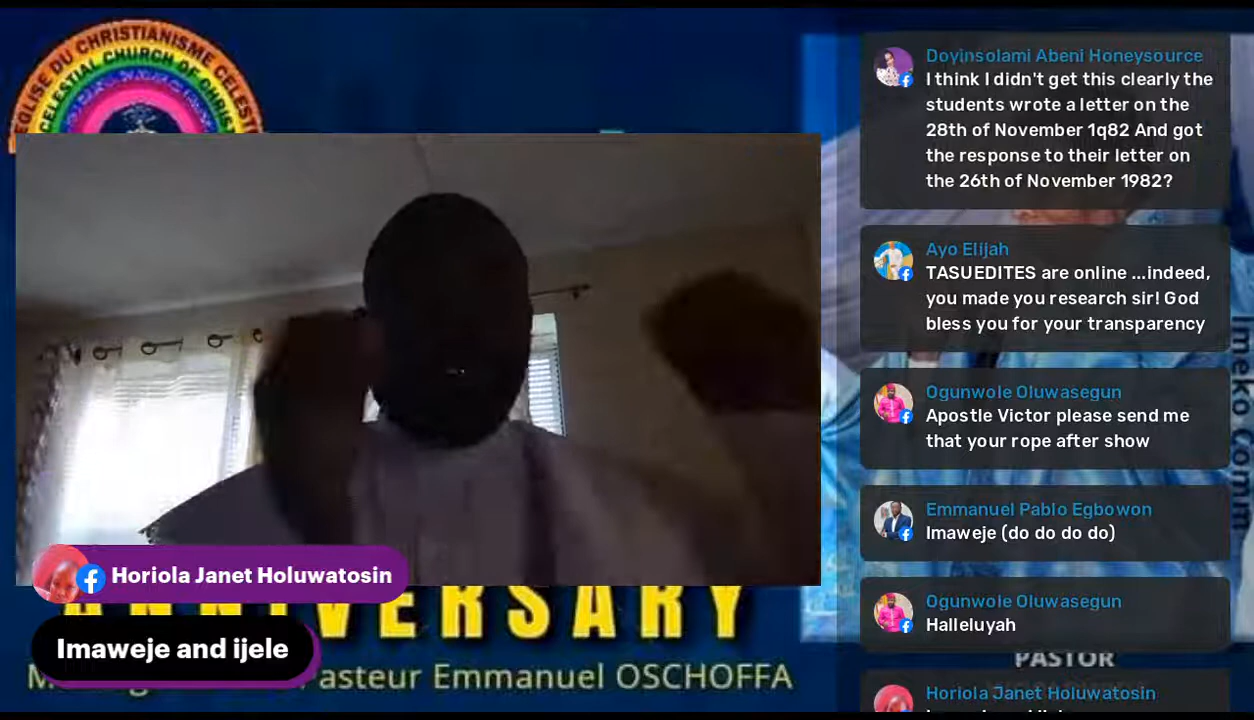 EGLISE DU CHRISTIANISME CELESTE
CELESTIAL CHURCH OF CHRIST
Horiola Janet Holuwatosin
ANNIVERSARY
Imaweje and ijele
Pasteur Emmanuel OSCHOFFA
Doyinsolami Abeni Honeysource
I think I didn't get this clearly the
students wrote a letter on the
28th of November 1q82 And got
the response to their letter on
the 26th of November 1982?
Ayo Elijah
TASUEDITES are online ...indeed,
you made you research sir! God
bless you for your transparency
Ogunwole Oluwasegun
Apostle Victor please send me
that your rope after show
Emmanuel Pablo Egbowon
Imaweje (do do do do)
Ogunwole Oluwasegun
Halleluyah
PASTOR
Horiola Janet Holuwatosin
Imeko